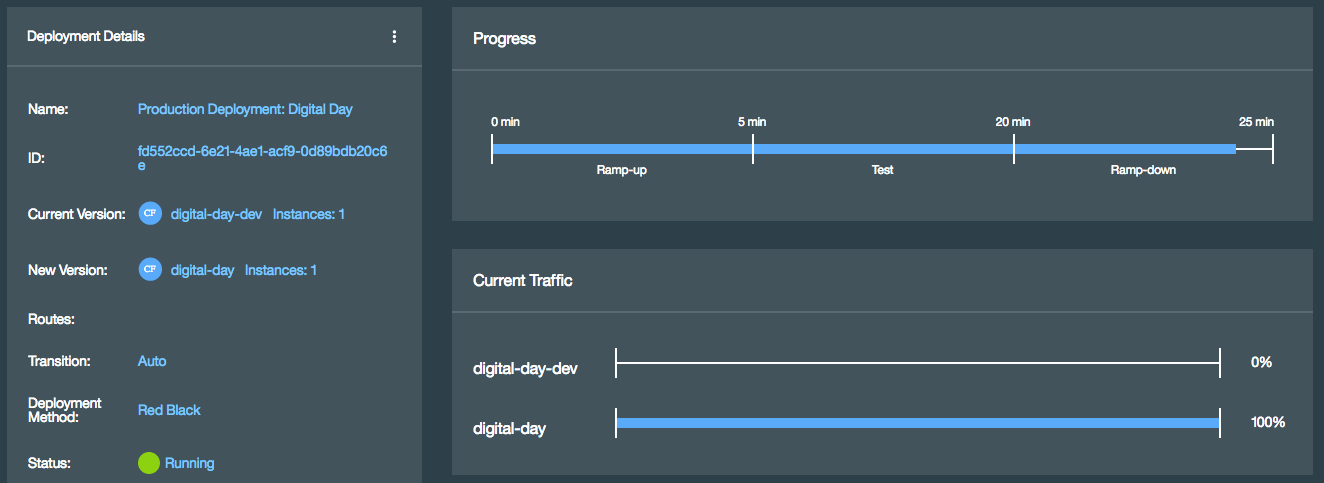 Deployment Details
Name: Production Deployment: Digital Day
ID: fd552ccd-6e21-4ae1-acf9-0d89bdb20c6
e
Current Version: CF digital-day-dev Instances: 1
New Version: CF digital-day Instances: 1
Routes:
Transition: Auto
Deployment
Method: Red Black
Status: Running
Progress
0 min 5 min 20 min 25 min
Ramp-up Test Ramp-down
Current Traffic
digital-day-dev 0%
digital-day 100%